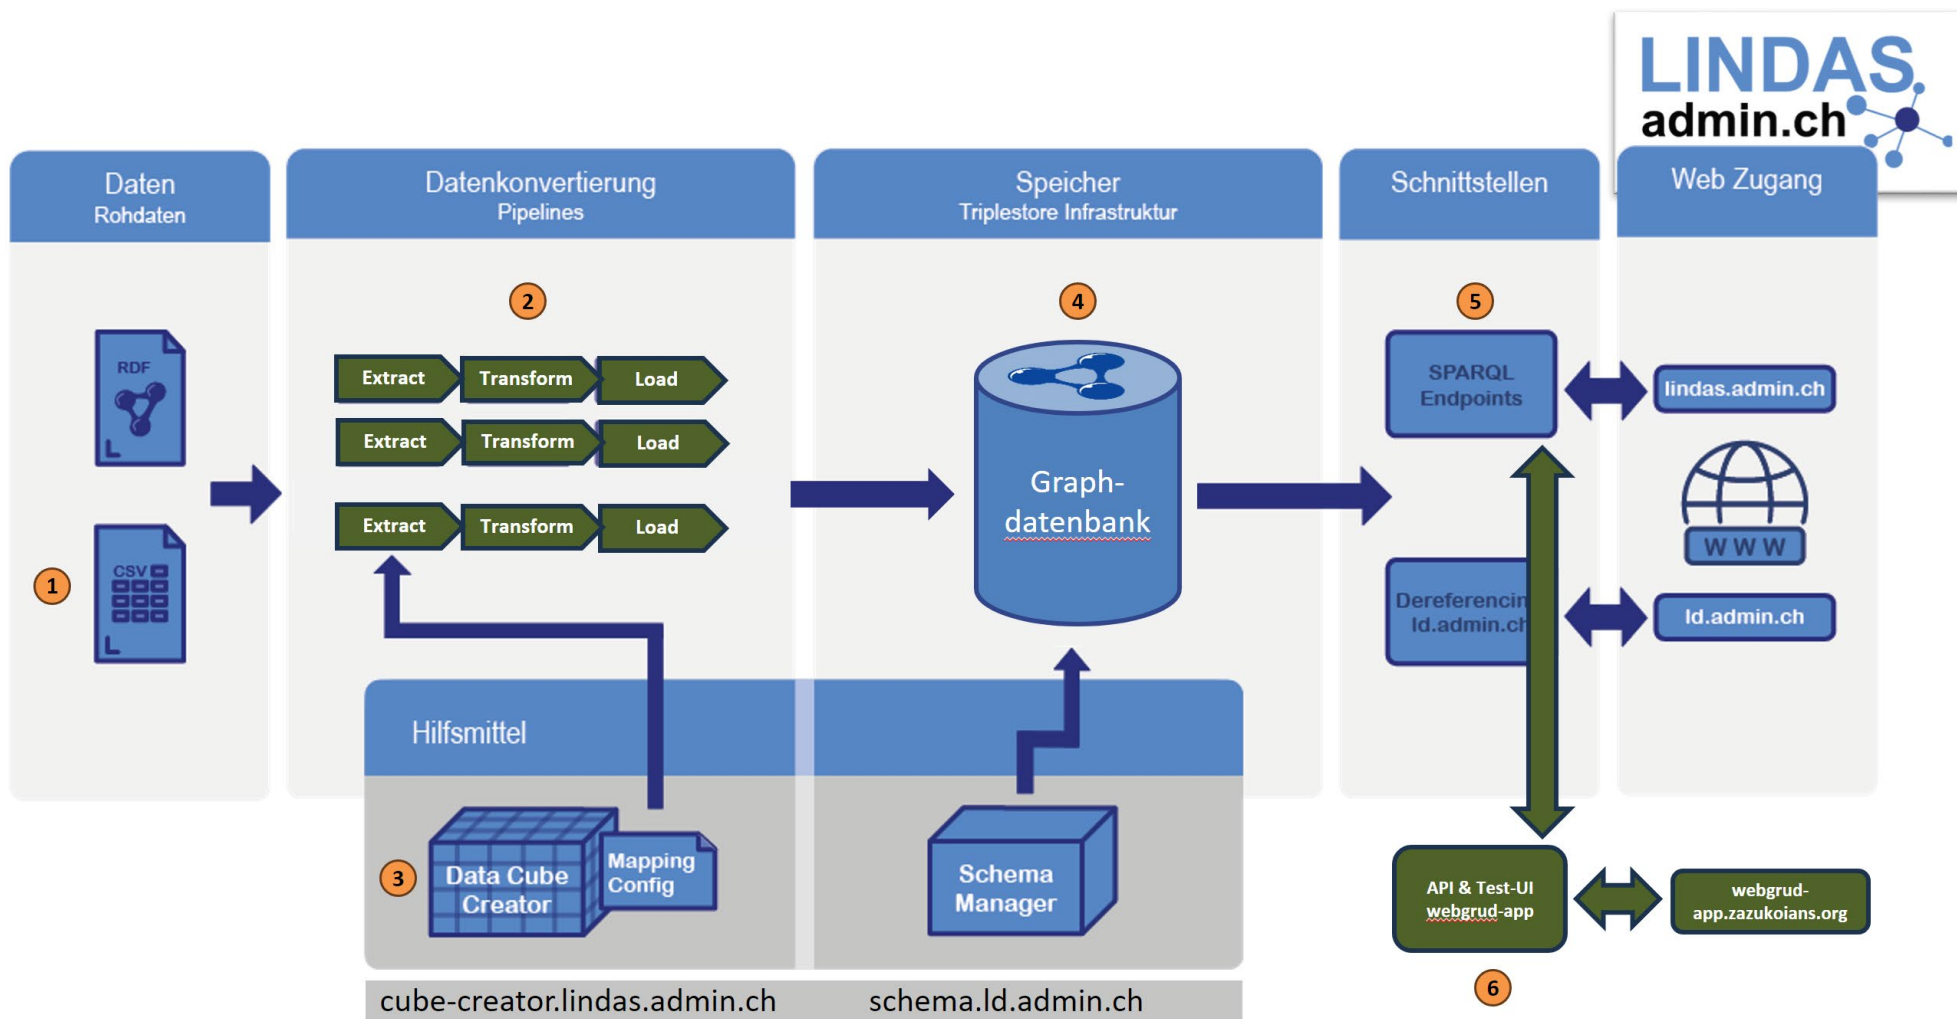 LINDAS
admin.ch
Daten
Rohdaten
Datenkonvertierung
Pipelines
Speicher
Triplestore Infrastruktur
Schnittstellen
Web Zugang
2
4
5
RDF
Extract Transform Load
Extract Transform Load
Extract Transform Load
1
CSV
Graph-
datenbank
SPARQL
Endpoints
lindas.admin.ch
WWW
Dereferencin
ld.admin.ch
ld.admin.ch
Hilfsmittel
3
Data Cube
Creator
Mapping
Config
Schema
Manager
API & Test-UI
webgrud-app
webgrud-
app.zazukoians.org
6
cube-creator.lindas.admin.ch
schema.ld.admin.ch